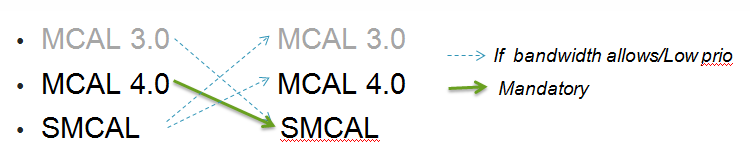 • MCAL 3.0 MCAL 3.0
If bandwidth allows/Low prio
• MCAL 4.0 MCAL 4.0
Mandatory
• SMCAL SMCAL